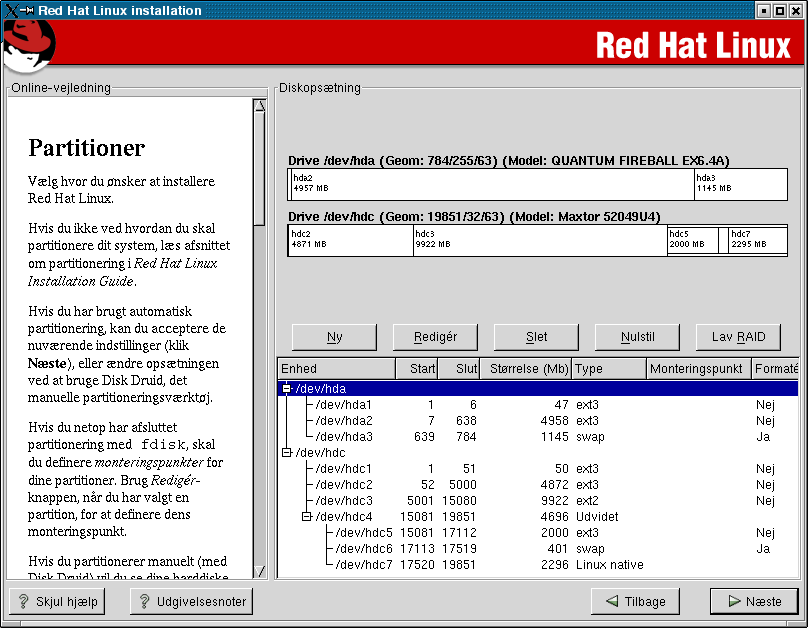 Red Hat Linux installation
Red Hat Linux
Online-vejledning
Partitioner
Vælg hvor du ønsker at installere
Red Hat Linux.
Hvis du ikke ved hvordan du skal
partitionere dit system, læs afsnittet
om partitionering i Red Hat Linux
Installation Guide.
Hvis du har brugt automatisk
partitionering, kan du acceptere de
nuværende indstillinger (klik
Næste), eller ændre opsætningen
ved at bruge Disk Druid, det
manuelle partitioneringsværktøj.
Hvis du netop har afsluttet
partitionering med fdisk, skal
du definere monteringspunkter for
dine partitioner. Brug Redigér-
knappen, når du har valgt en
partition, for at definere dens
monteringspunkt.
Hvis du partitionerer manuelt (med
Disk Druid) vil du se dine harddiske
Diskopsætning
Drive /dev/hda (Geom: 784/255/63) (Model: QUANTUM FIREBALL EX6.4A)
hda2 hda3
4957 MB 1145 MB
Drive /dev/hdc (Geom: 19851/32/63) (Model: Maxtor 52049U4)
hdc2 hdc3 hdc5 hdc7
4871 MB 9922 MB 2000 MB 2295 MB
Ny Redigér Slet Nulstil Lav RAID
Enhed Start Slut Størrelse (Mb) Type Monteringspunkt Formaté
/dev/hda
/dev/hda1 1 6 47 ext3 Nej
/dev/hda2 7 638 4958 ext3 Nej
/dev/hda3 639 784 1145 swap Ja
/dev/hdc
/dev/hdc1 1 51 50 ext3 Nej
/dev/hdc2 52 5000 4872 ext3 Nej
/dev/hdc3 5001 15080 9922 ext2 Nej
/dev/hdc4 15081 19851 4696 Udvidet
/dev/hdc5 15081 17112 2000 ext3 Nej
/dev/hdc6 17113 17519 401 swap Ja
/dev/hdc7 17520 19851 2296 Linux native
Skjul hjælp Udgivelsesnoter Tilbage Næste